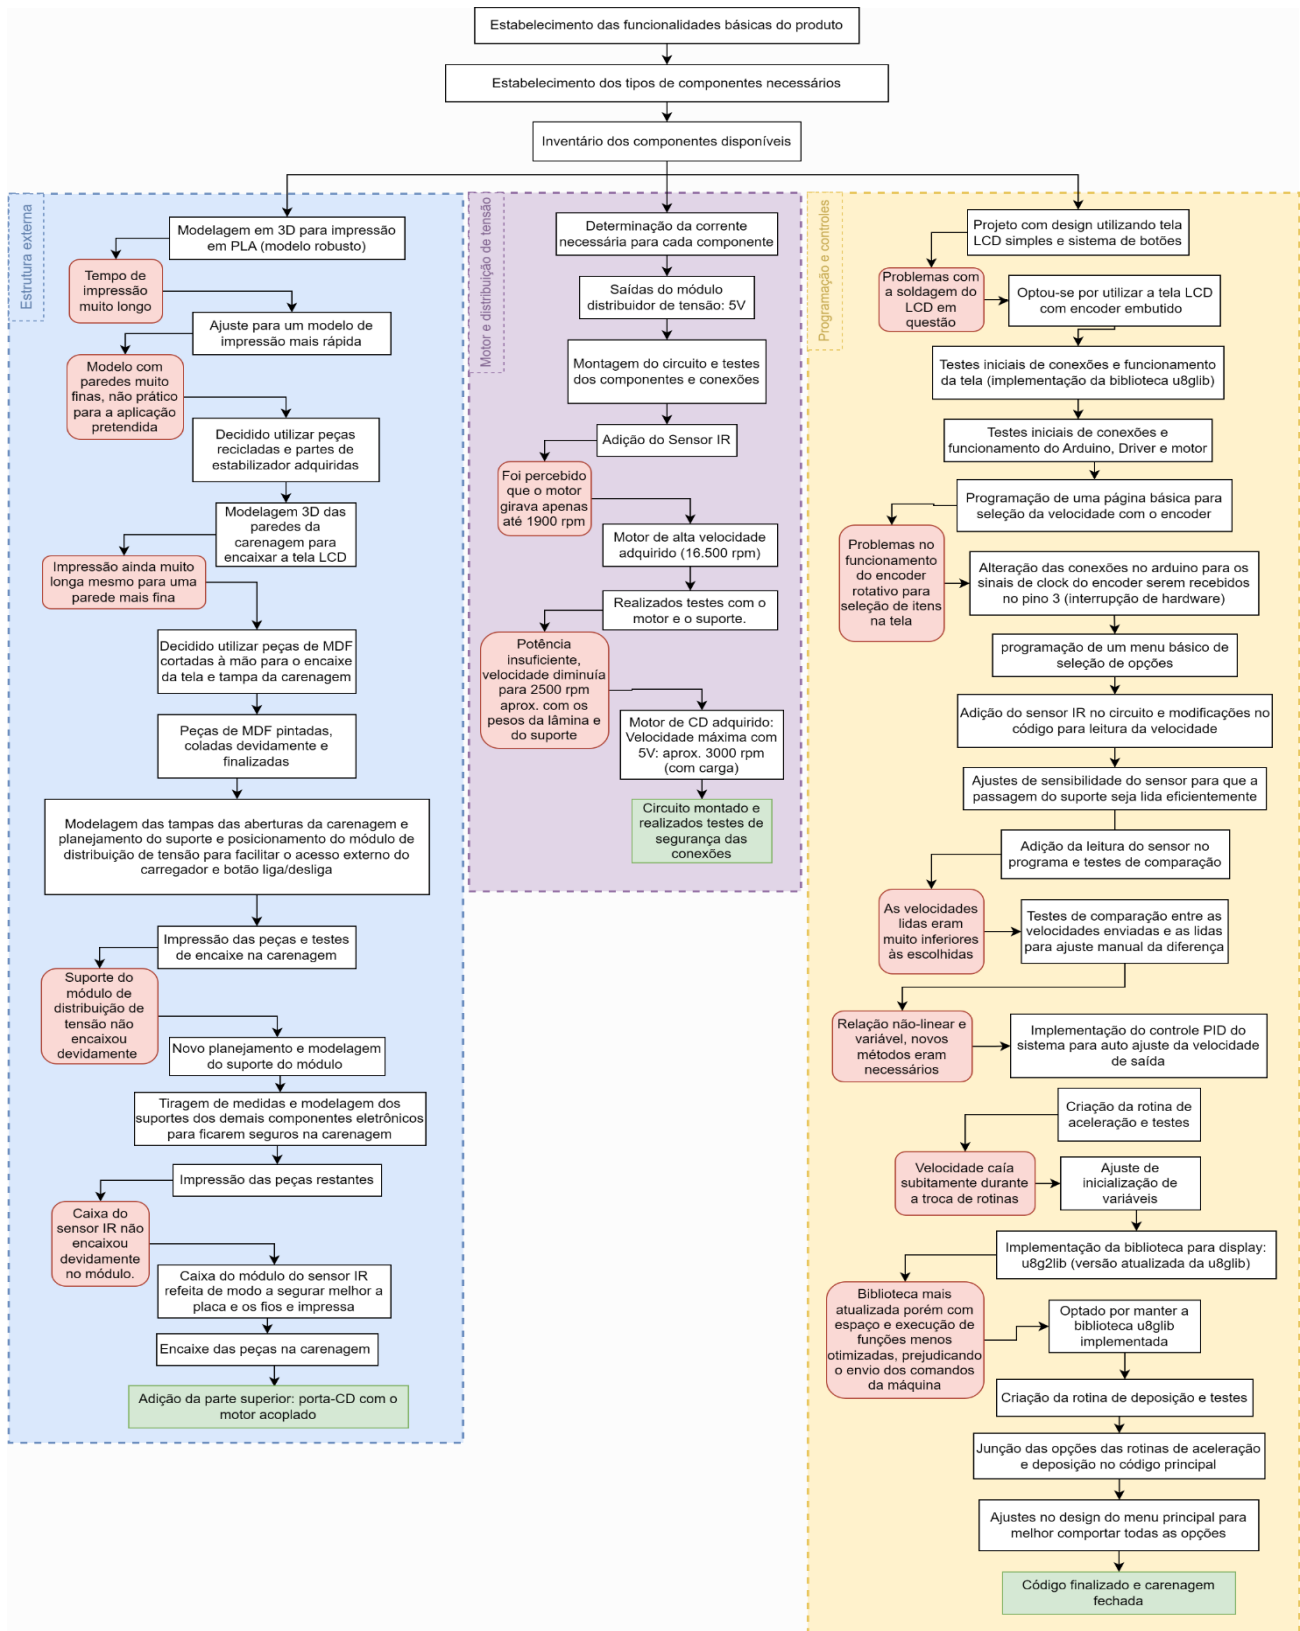 Estabelecimento das funcionalidades básicas do produto
Estabelecimento dos tipos de componentes necessários
Inventário dos componentes disponíveis
Estrutura externa
Modelagem em 3D para impressão
em PLA (modelo robusto)
Tempo de
impressão
muito longo
Ajuste para um modelo de
impressão mais rápida
Modelo com
paredes muito
finas, não prático
para a aplicação
pretendida
Decidido utilizar peças
recicladas e partes de
estabilizador adquiridas
Modelagem 3D das
paredes da
carenagem para
encaixar a tela LCD
Impressão ainda muito
longa mesmo para uma
parede mais fina
Decidido utilizar peças de MDF
cortadas à mão para o encaixe
da tela e tampa da carenagem
Peças de MDF pintadas,
coladas devidamente e
finalizadas
Modelagem das tampas das aberturas da carenagem e
planejamento do suporte e posicionamento do módulo de
distribuição de tensão para facilitar o acesso externo do
carregador e botão liga/desliga
Impressão das peças e testes
de encaixe na carenagem
Suporte do
módulo de
distribuição de
tensão não
encaixou
devidamente
Novo planejamento e modelagem
do suporte do módulo
Tiragem de medidas e modelagem dos
suportes dos demais componentes eletrônicos
para ficarem seguros na carenagem
Impressão das peças restantes
Caixa do
sensor IR não
encaixou
devidamente
no módulo.
Caixa do módulo do sensor IR
refeita de modo a segurar melhor a
placa e os fios e impressa
Encaixe das peças na carenagem
Adição da parte superior: porta-CD com o
motor acoplado
Motor e distribuição de tensão
Determinação da corrente
necessária para cada componente
Saídas do módulo
distribuidor de tensão: 5V
Montagem do circuito e testes
dos componentes e conexões
Adição do Sensor IR
Foi percebido
que o motor
girava apenas
até 1900 rpm
Motor de alta velocidade
adquirido (16.500 rpm)
Realizados testes com o
motor e o suporte.
Potência
insuficiente,
velocidade diminuía
para 2500 rpm
aprox. com os
pesos da lâmina e
do suporte
Motor de CD adquirido:
Velocidade máxima com
5V: aprox. 3000 rpm
(com carga)
Circuito montado e
realizados testes de
segurança das
conexões
Programação e controles
Projeto com design utilizando tela
LCD simples e sistema de botões
Problemas com
a soldagem do
LCD em
questão
Optou-se por utilizar a tela LCD
com encoder embutido
Testes iniciais de conexões e funcionamento
da tela (implementação da biblioteca u8glib)
Testes iniciais de conexões e
funcionamento do Arduino, Driver e motor
Programação de uma página básica para
seleção da velocidade com o encoder
Problemas no
funcionamento
do encoder
rotativo para
seleção de itens
na tela
Alteração das conexões no arduino para os
sinais de clock do encoder serem recebidos
no pino 3 (interrupção de hardware)
programação de um menu básico de
seleção de opções
Adição do sensor IR no circuito e modificações no
código para leitura da velocidade
Ajustes de sensibilidade do sensor para que a
passagem do suporte seja lida eficientemente
Adição da leitura do sensor no
programa e testes de comparação
As velocidades
lidas eram
muito inferiores
às escolhidas
Testes de comparação entre as
velocidades enviadas e as lidas
para ajuste manual da diferença
Relação não-linear e
variável, novos
métodos eram
necessários
Implementação do controle PID do
sistema para auto ajuste da velocidade
de saída
Criação da rotina de
aceleração e testes
Velocidade caía
subitamente durante
a troca de rotinas
Ajuste de
inicialização de
variáveis
Implementação da biblioteca para display:
u8g2lib (versão atualizada da u8glib)
Biblioteca mais
atualizada porém com
espaço e execução de
funções menos
otimizadas, prejudicando
o envio dos comandos
da máquina
Optado por manter a
biblioteca u8glib
implementada
Criação da rotina de deposição e testes
Junção das opções das rotinas de aceleração
e deposição no código principal
Ajustes no design do menu principal para
melhor comportar todas as opções
Código finalizado e carenagem
fechada